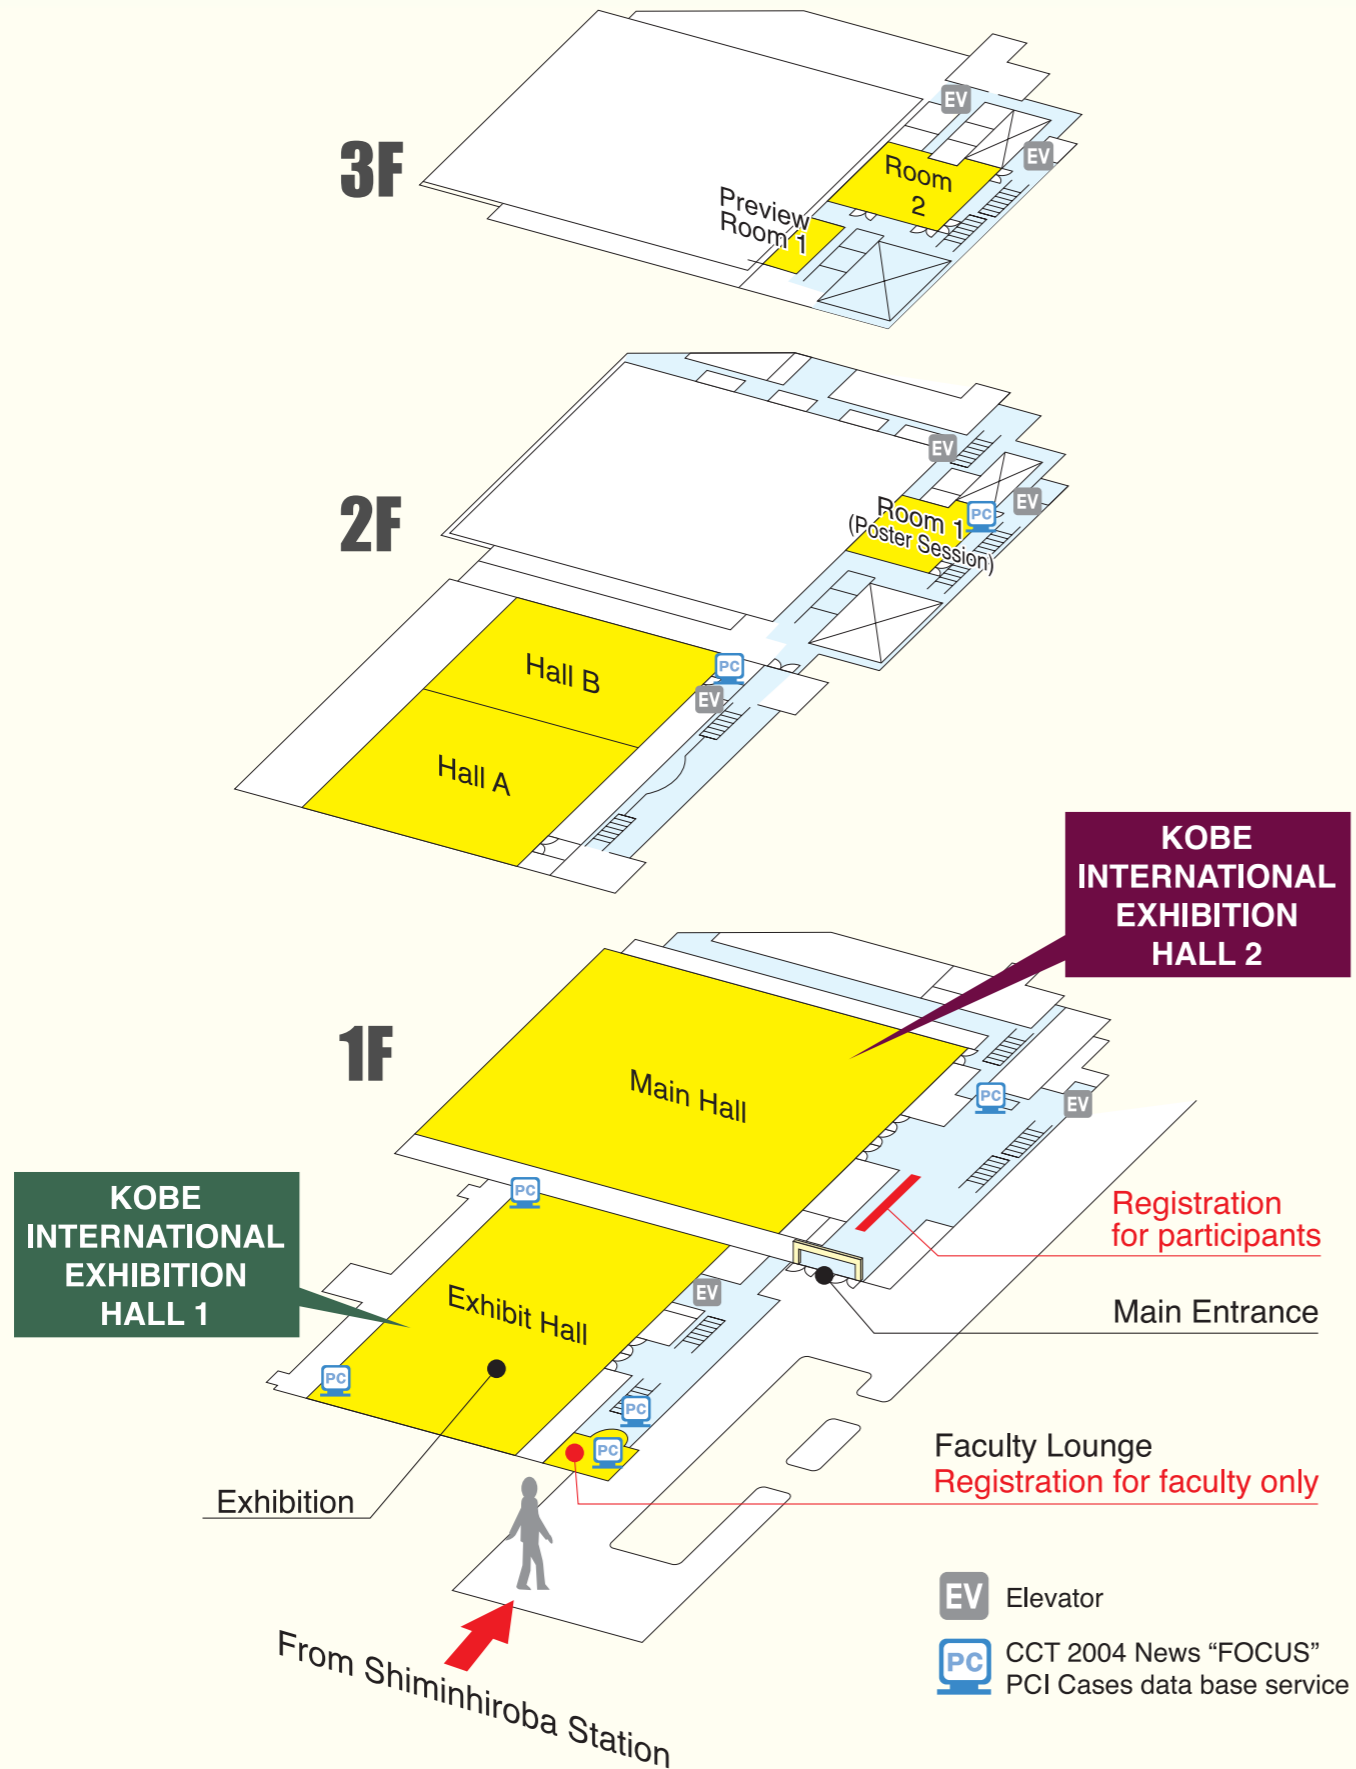 3F
EV
EV
Room
2
Preview
Room 1
2F
EV
EV
PC
Room 1
(Poster Session)
Hall B
PC
EV
Hall A
KOBE
INTERNATIONAL
EXHIBITION
HALL 2
1F
Main Hall
PC
EV
KOBE
INTERNATIONAL
EXHIBITION
HALL 1
PC
Registration
for participants
Exhibit Hall
EV
Main Entrance
PC
PC
PC
Faculty Lounge
Registration for faculty only
Exhibition
From Shiminhiroba Station
EV Elevator
PC CCT 2004 News “FOCUS”
PCI Cases data base service